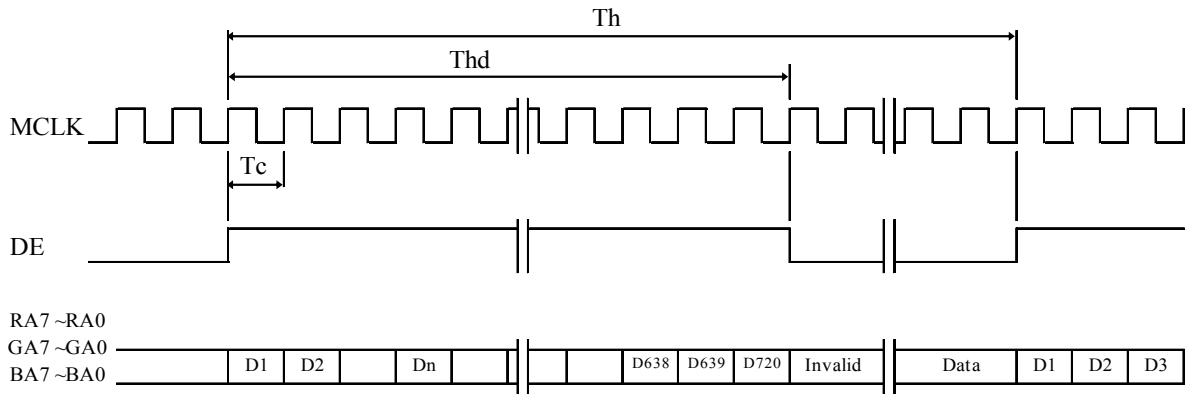 Th
Thd
MCLK
Tc
DE
RA7 ~RA0
GA7 ~GA0
BA7 ~BA0
D1 D2 Dn D638 D639 D720 Invalid Data D1 D2 D3